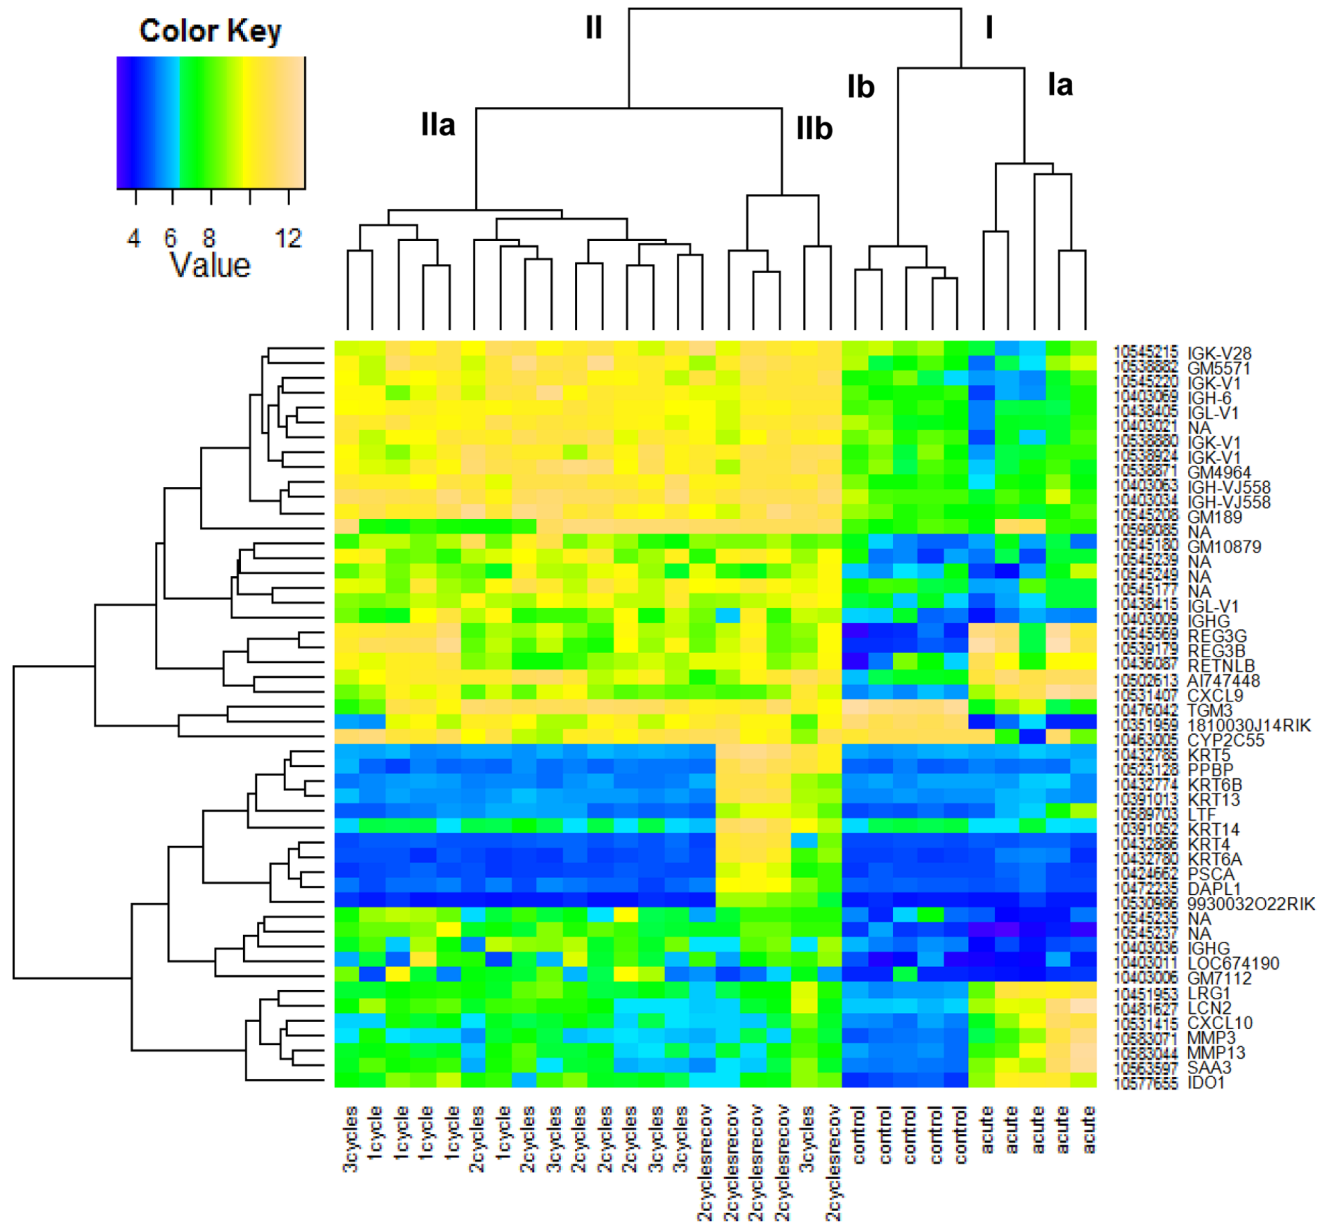 Color Key
4 6 8 12
Value
II
I
Ib
Ia
IIa
IIb
10545215 IGK-V28
10538882 GM5571
10545220 IGK-V1
10403069 IGH-6
10438405 IGL-V1
10403021 NA
10538880 IGK-V1
10538924 IGK-V1
10538871 GM4964
10403063 IGH-VJ558
10403034 IGH-VJ558
10545208 GM189
10598085 NA
10545180 GM10879
10545239 NA
10545249 NA
10545177 NA
10438415 IGL-V1
10403009 IGHG
10545569 REG3G
10539179 REG3B
10436087 RETNLB
10502613 AI747448
10531407 CXCL9
10476042 TGM3
10351959 1810030J14RIK
10463005 CYP2C55
10432785 KRT5
10523128 PPBP
10432774 KRT6B
10391013 KRT13
10589703 LTF
10391052 KRT14
10432886 KRT4
10432780 KRT6A
10424662 PSCA
10472235 DAPL1
10530986 9930032O22RIK
10545235 NA
10545237 NA
10403036 IGHG
10403011 LOC674190
10403006 GM7112
10451953 LRG1
10481627 LCN2
10531415 CXCL10
10583071 MMP3
10583044 MMP13
10563597 SAA3
10577655 IDO1
3cycles
1cycle
1cycle
1cycle
1cycle
2cycles
1cycle
2cycles
3cycles
2cycles
2cycles
2cycles
3cycles
3cycles
2cyclesrecov
2cyclesrecov
2cyclesrecov
2cyclesrecov
3cycles
2cyclesrecov
control
control
control
control
control
acute
acute
acute
acute
acute